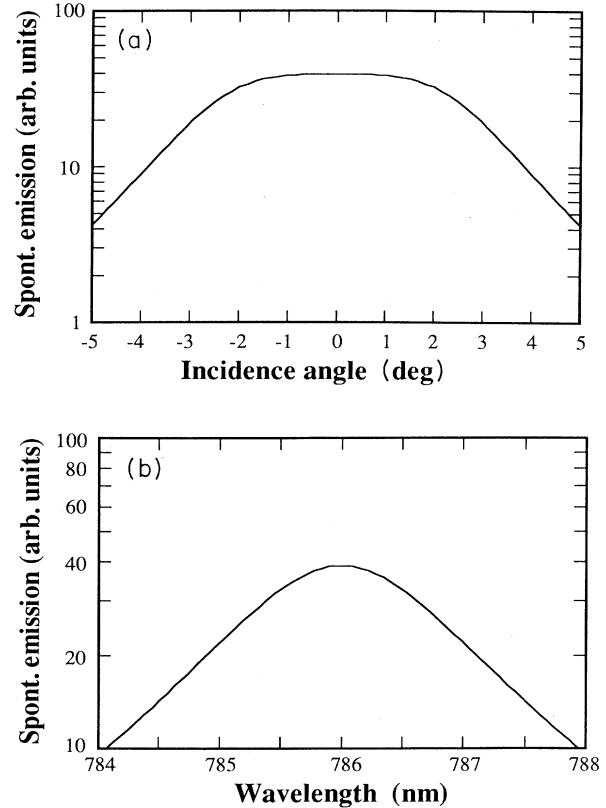 100
(a)
10
1
Spont. emission (arb. units)
-5 -4 -3 -2 -1 0 1 2 3 4 5
Incidence angle (deg)
100
(b)
80
60
40
20
10
Spont. emission (arb. units)
784 785 786 787 788
Wavelength (nm)